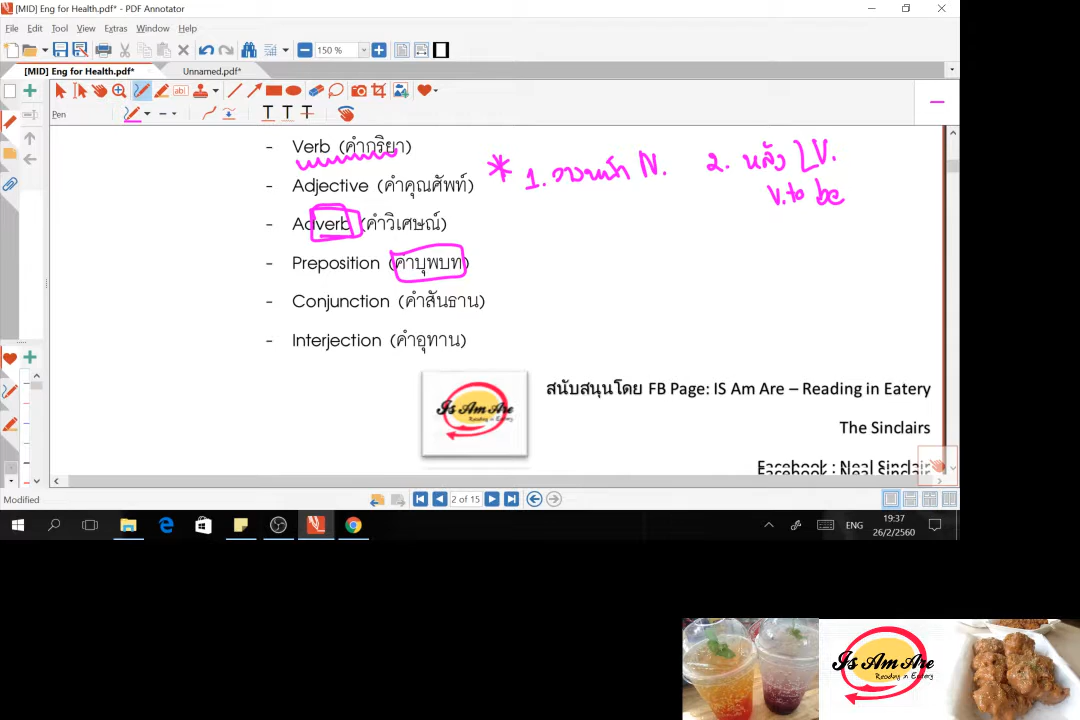 [MID] Eng for Health.pdf* - PDF Annotator
File Edit Tool View Extras Window Help
150 %
[MID] Eng for Health.pdf* Unnamed.pdf*
Pen
- Verb (คำกริยา)
- Adjective (คำคุณศัพท์)
- Adverb (คำวิเศษณ์)
- Preposition (คำบุพบท)
- Conjunction (คำสันธาน)
- Interjection (คำอุทาน)
* 1. วางหน้า N. 2. หลัง LV.
V. to be
Is Am Are
Reading in Eatery
สนับสนุนโดย FB Page: IS Am Are – Reading in Eatery
The Sinclairs
Facebook : Neal Sinclair
Modified 2 of 15
ENG 19:37
26/2/2560
Is Am Are
Reading in Eatery